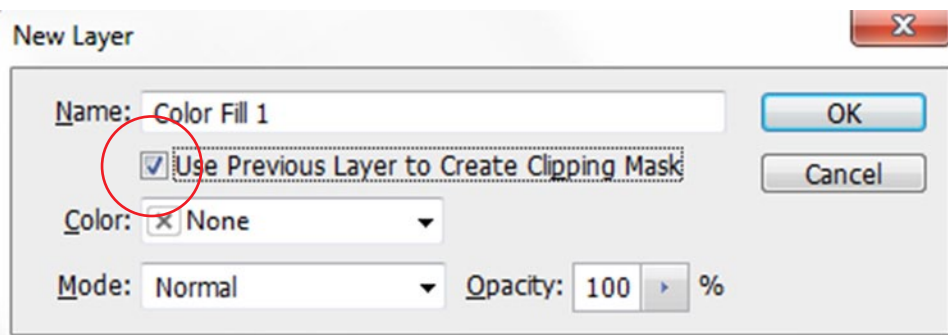 New Layer
Name: Color Fill 1
OK
Use Previous Layer to Create Clipping Mask
Cancel
Color: None
Mode: Normal
Opacity: 100 %